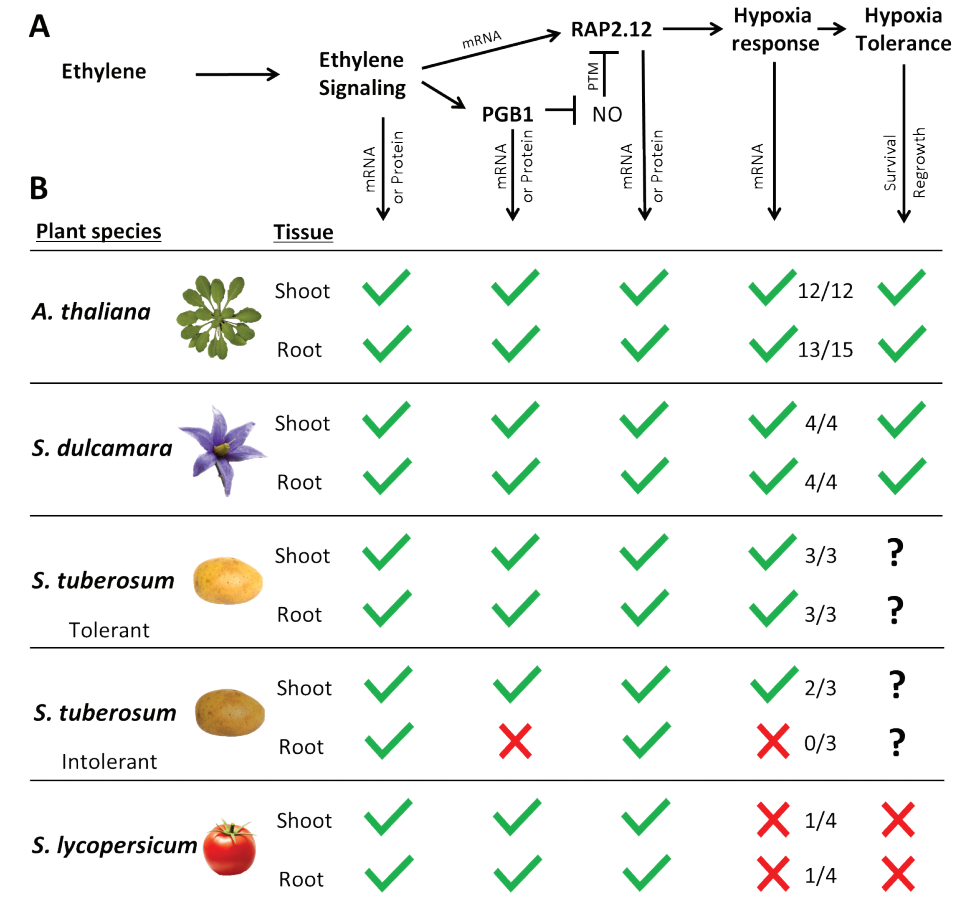 A
Ethylene
Ethylene
Signaling
mRNA
RAP2.12
PTM
PGB1
NO
Hypoxia
response
Hypoxia
Tolerance
mRNA
or Protein
mRNA
or Protein
mRNA
or Protein
mRNA
Survival
Regrowth
B
Plant species
Tissue
A. thaliana
Shoot
12/12
Root
13/15
S. dulcamara
Shoot
4/4
Root
4/4
S. tuberosum
Tolerant
Shoot
3/3
?
Root
3/3
?
S. tuberosum
Intolerant
Shoot
2/3
?
Root
0/3
?
S. lycopersicum
Shoot
1/4
Root
1/4